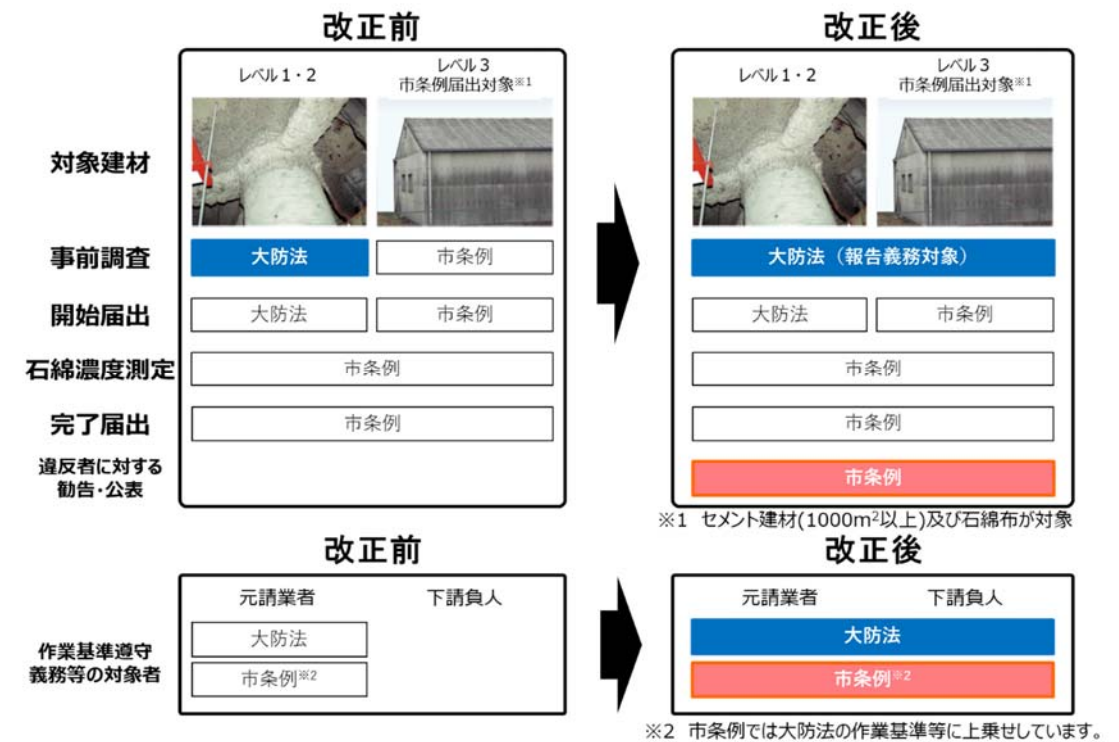 改正前
改正後
レベル1・2
レベル3
市条例届出対象※1
レベル1・2
レベル3
市条例届出対象※1
対象建材
事前調査
大防法
市条例
大防法（報告義務対象）
開始届出
大防法
市条例
大防法
市条例
石綿濃度測定
市条例
市条例
完了届出
市条例
市条例
違反者に対する
勧告・公表
市条例
※1 セメント建材(1000m²以上)及び石綿布が対象
改正前
改正後
元請業者
下請負人
元請業者
下請負人
作業基準遵守
義務等の対象者
大防法
市条例※2
大防法
市条例※2
※2 市条例では大防法の作業基準等に上乗せしています。